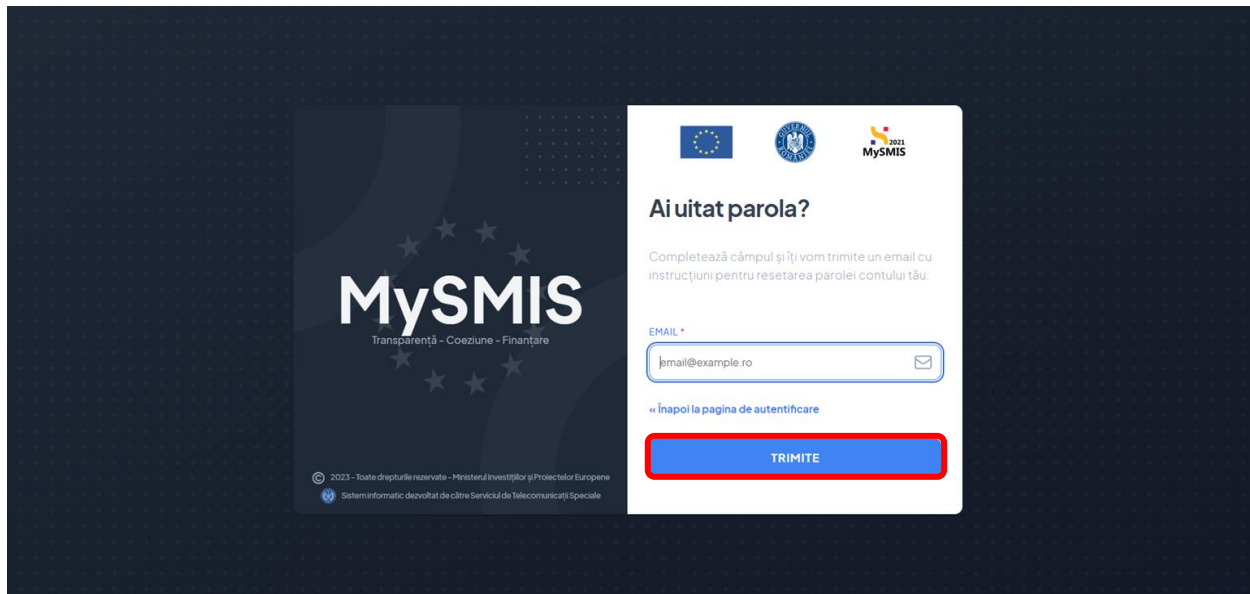 MySMIS
Transparență - Coeziune - Finanțare
© 2023 - Toate drepturile rezervate - Ministerul Investițiilor și Proiectelor Europene
Sistem informatic dezvoltat de către Serviciul de Telecomunicații Speciale
GUVERNUL ROMÂNIEI
2021
MySMIS
Ai uitat parola?
Completează câmpul și îți vom trimite un email cu
instrucțiuni pentru resetarea parolei contului tău.
EMAIL *
email@example.ro
« Înapoi la pagina de autentificare
TRIMITE